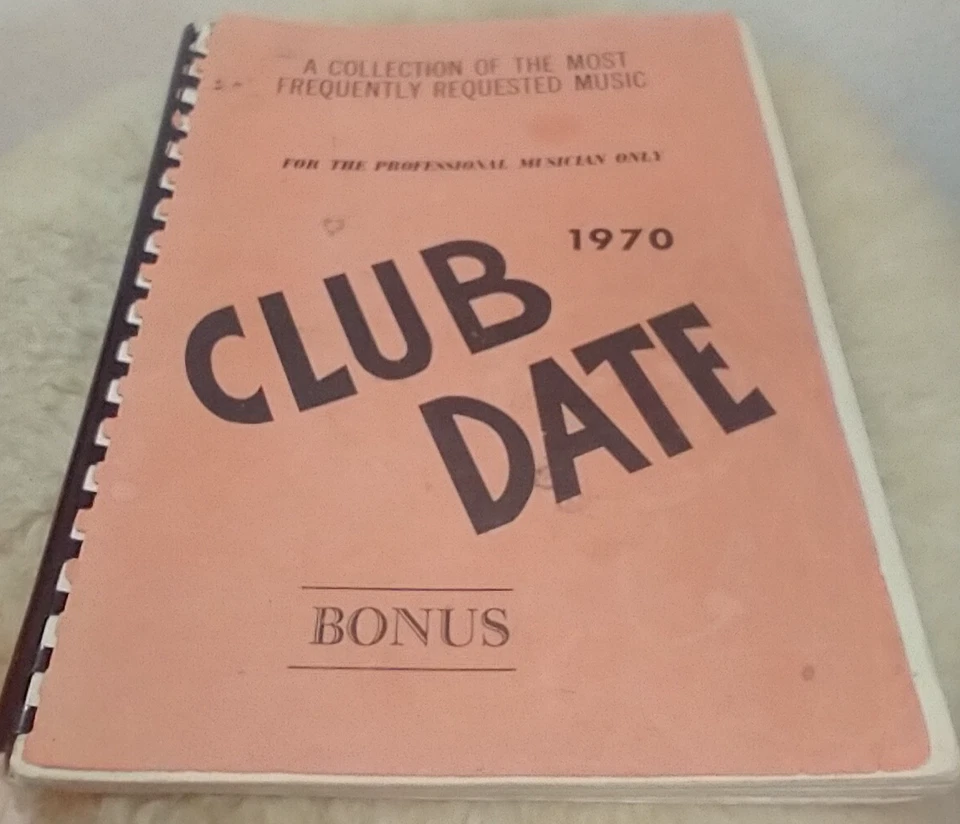 A COLLECTION OF THE MOST
FREQUENTLY REQUESTED MUSIC
FOR THE PROFESSIONAL MUSICIAN ONLY
1970
CLUB
DATE
BONUS